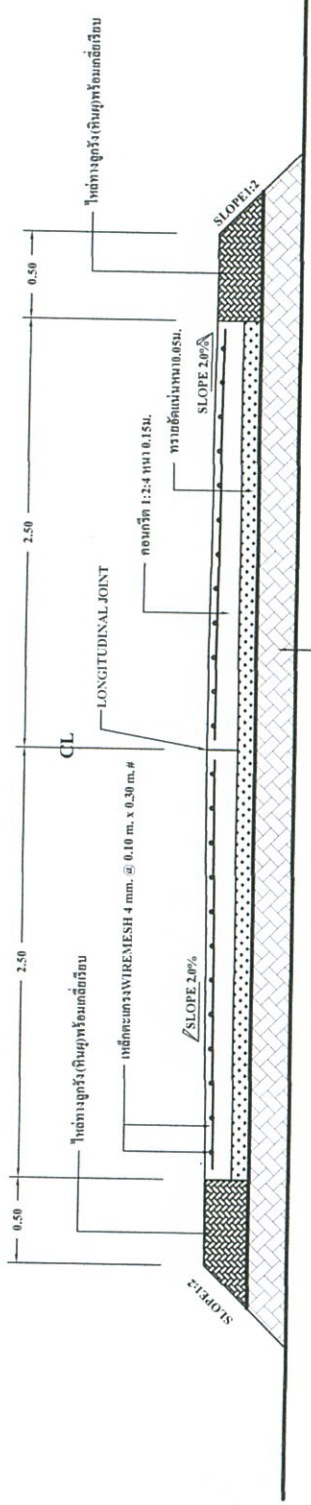 0.50
2.50
2.50
0.50
CL
ไหล่ทางลูกรัง(หินผุ)พร้อมเกลี่ยเรียบ
ไหล่ทางลูกรัง(หินผุ)พร้อมเกลี่ยเรียบ
LONGITUDINAL JOINT
เหล็กตะแกรงWIREMESH 4 mm. @ 0.10 m. x 0.30 m.#
คอนกรีต 1:2:4 หนา 0.15ม.
ทรายอัดแน่นหนา0.05ม.
SLOPE 2.0%
SLOPE 2.0%
SLOPE1:2
SLOPE1:2